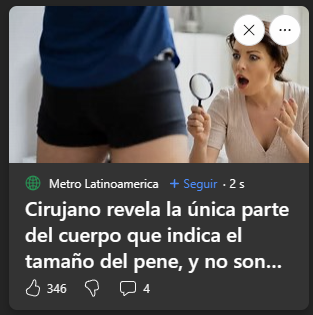 Metro Latinoamerica + Seguir · 2 s
Cirujano revela la única parte
del cuerpo que indica el
tamaño del pene, y no son...
346 4